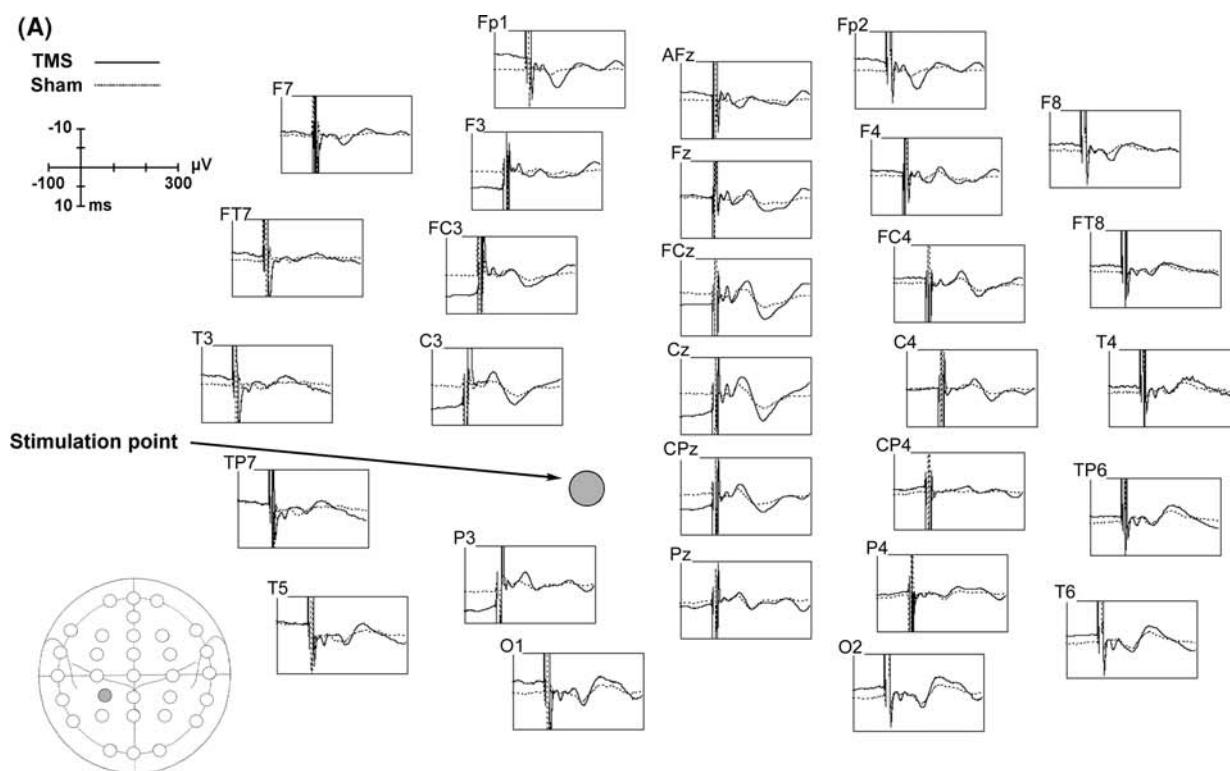 (A)
TMS
Sham
-10
μV
-100
300
10 ms
Fp1
Fp2
AFz
F7
F8
F3
F4
Fz
FT7
FC3
FCz
FC4
FT8
T3
C3
Cz
C4
T4
Stimulation point
TP7
CPz
CP4
TP6
P3
Pz
P4
T5
T6
O1
O2